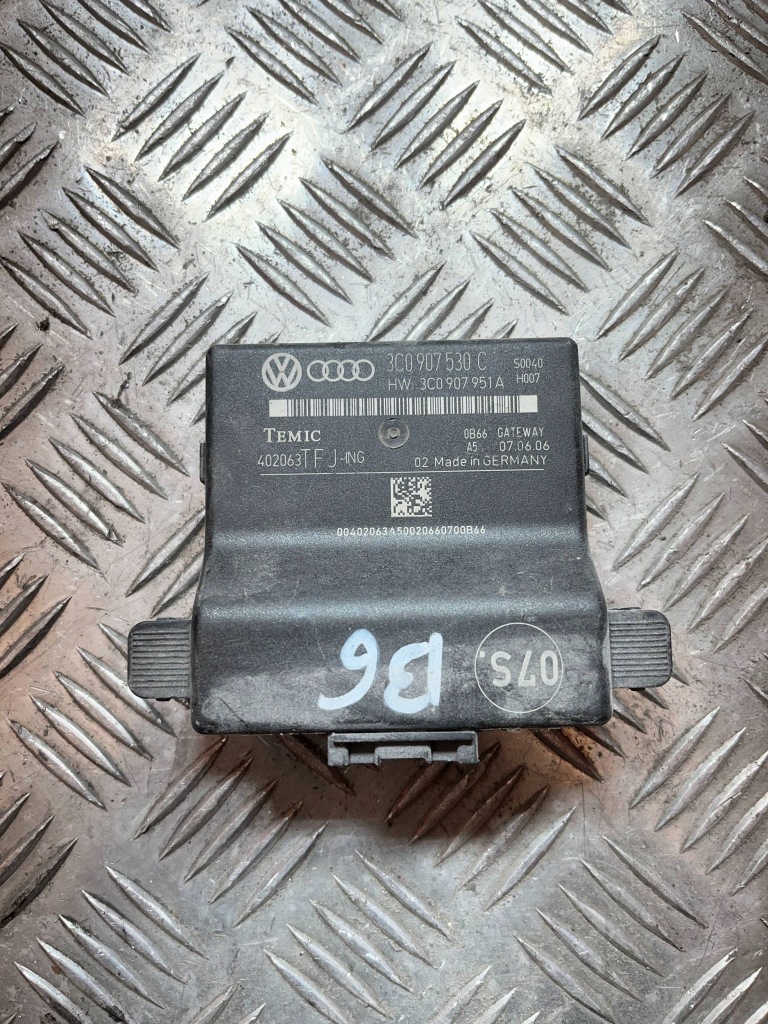 3C0 907 530 C S0040
HW: 3C0 907 951 A H007
TEMIC 0B66 GATEWAY
A5 07.06.06
402063TFJ-ING 02 Made in GERMANY
00402063A50020660700B66
B6
07S.